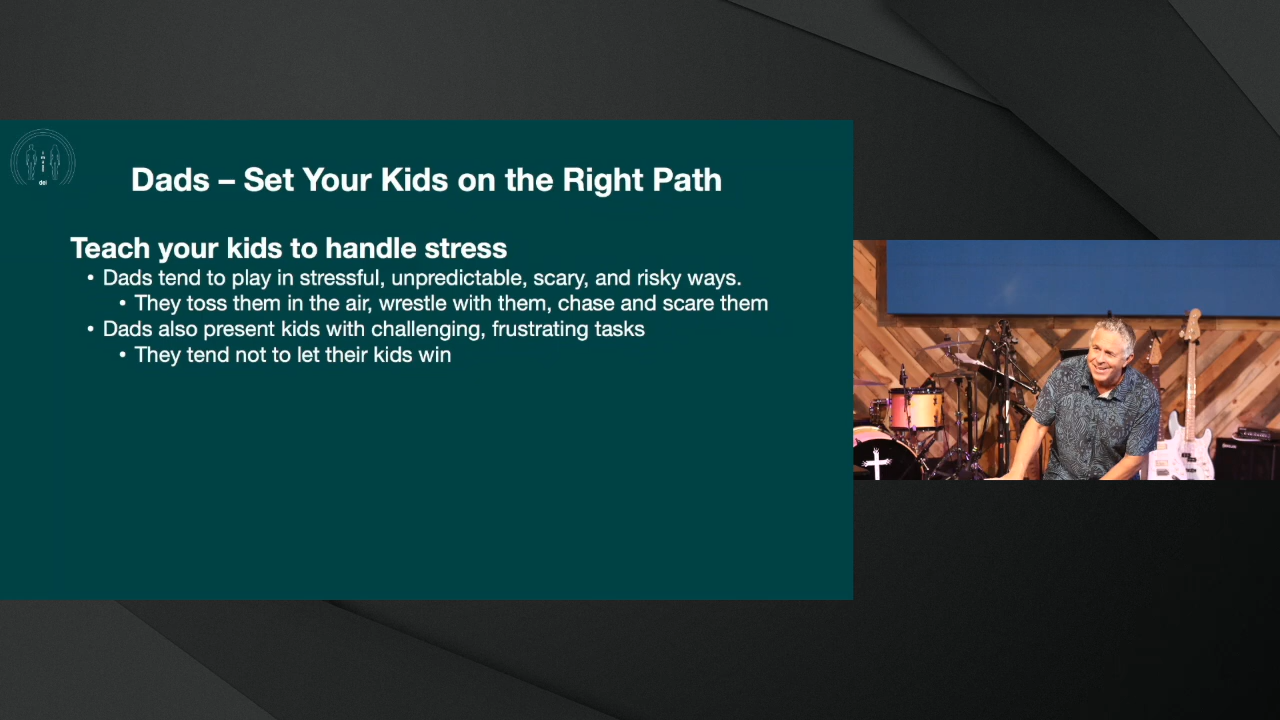 dei
Dads – Set Your Kids on the Right Path
Teach your kids to handle stress
• Dads tend to play in stressful, unpredictable, scary, and risky ways.
• They toss them in the air, wrestle with them, chase and scare them
• Dads also present kids with challenging, frustrating tasks
• They tend not to let their kids win